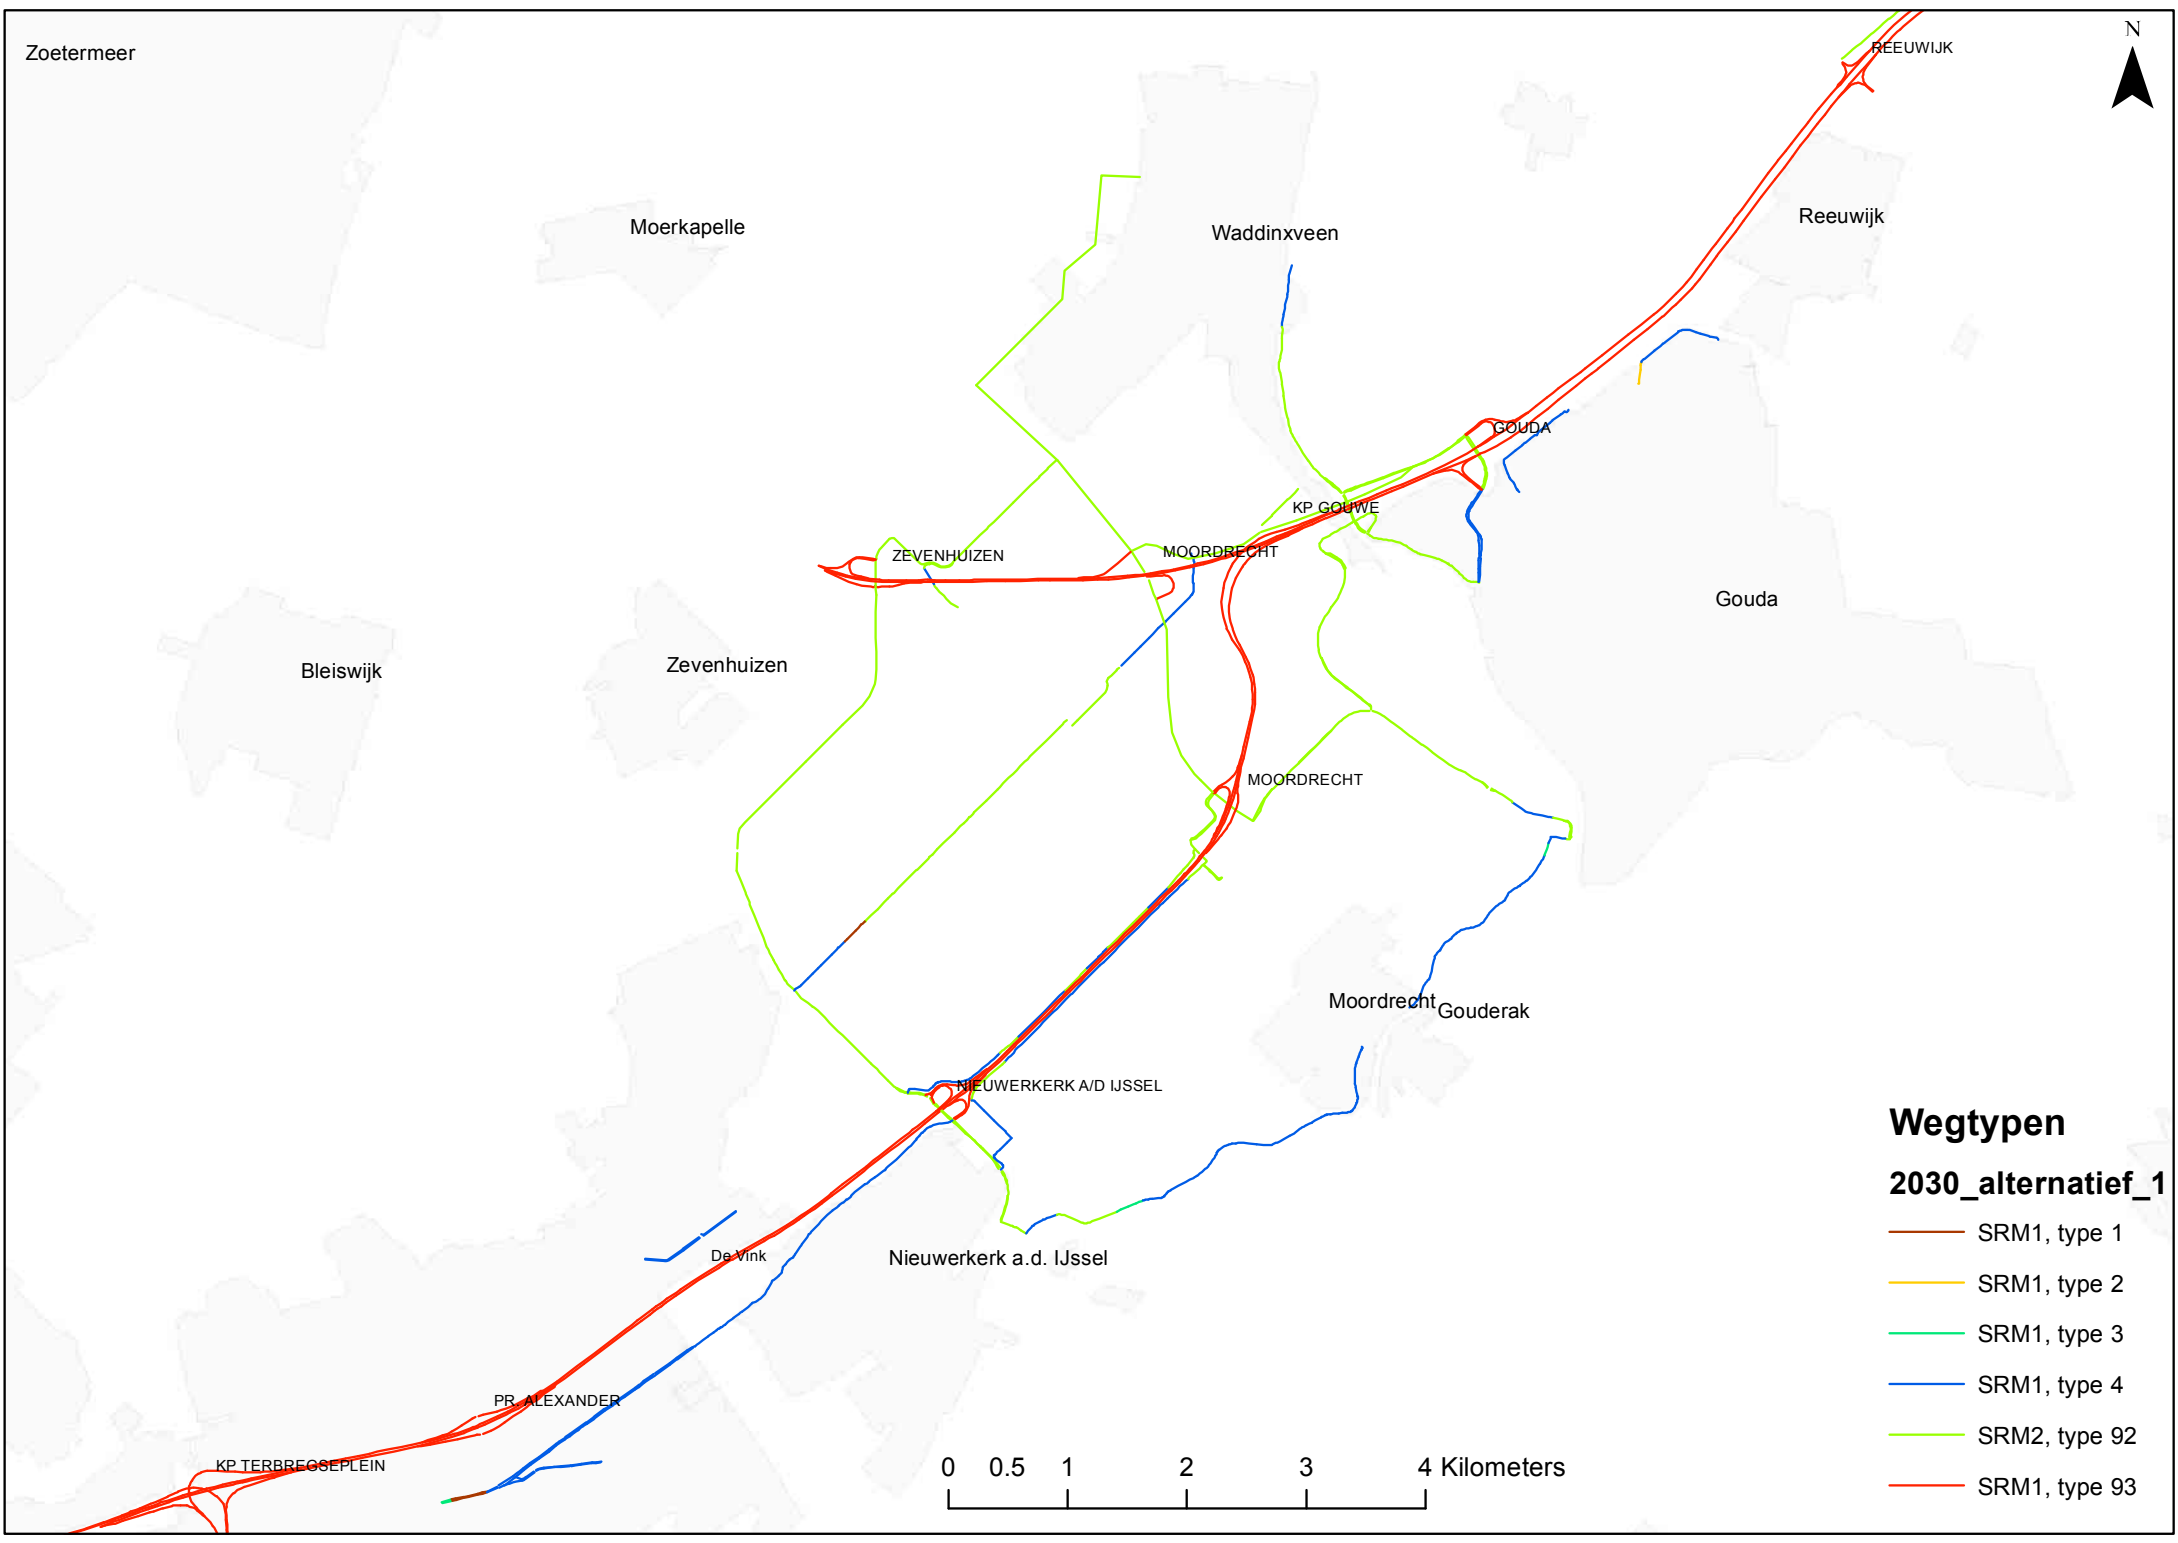 Zoetermeer
REEUWIJK
N
Moerkapelle
Waddinxveen
Reeuwijk
GOUDA
KP GOUWE
ZEVENHUIZEN
MOORDRECHT
Gouda
Bleiswijk
Zevenhuizen
MOORDRECHT
Moordrecht
Gouderak
NIEUWERKERK A/D IJSSEL
De Vink
Nieuwerkerk a.d. IJssel
PR. ALEXANDER
KP TERBREGSEPLEIN
0 0.5 1 2 3 4 Kilometers
Wegtypen
2030_alternatief_1
SRM1, type 1
SRM1, type 2
SRM1, type 3
SRM1, type 4
SRM2, type 92
SRM1, type 93